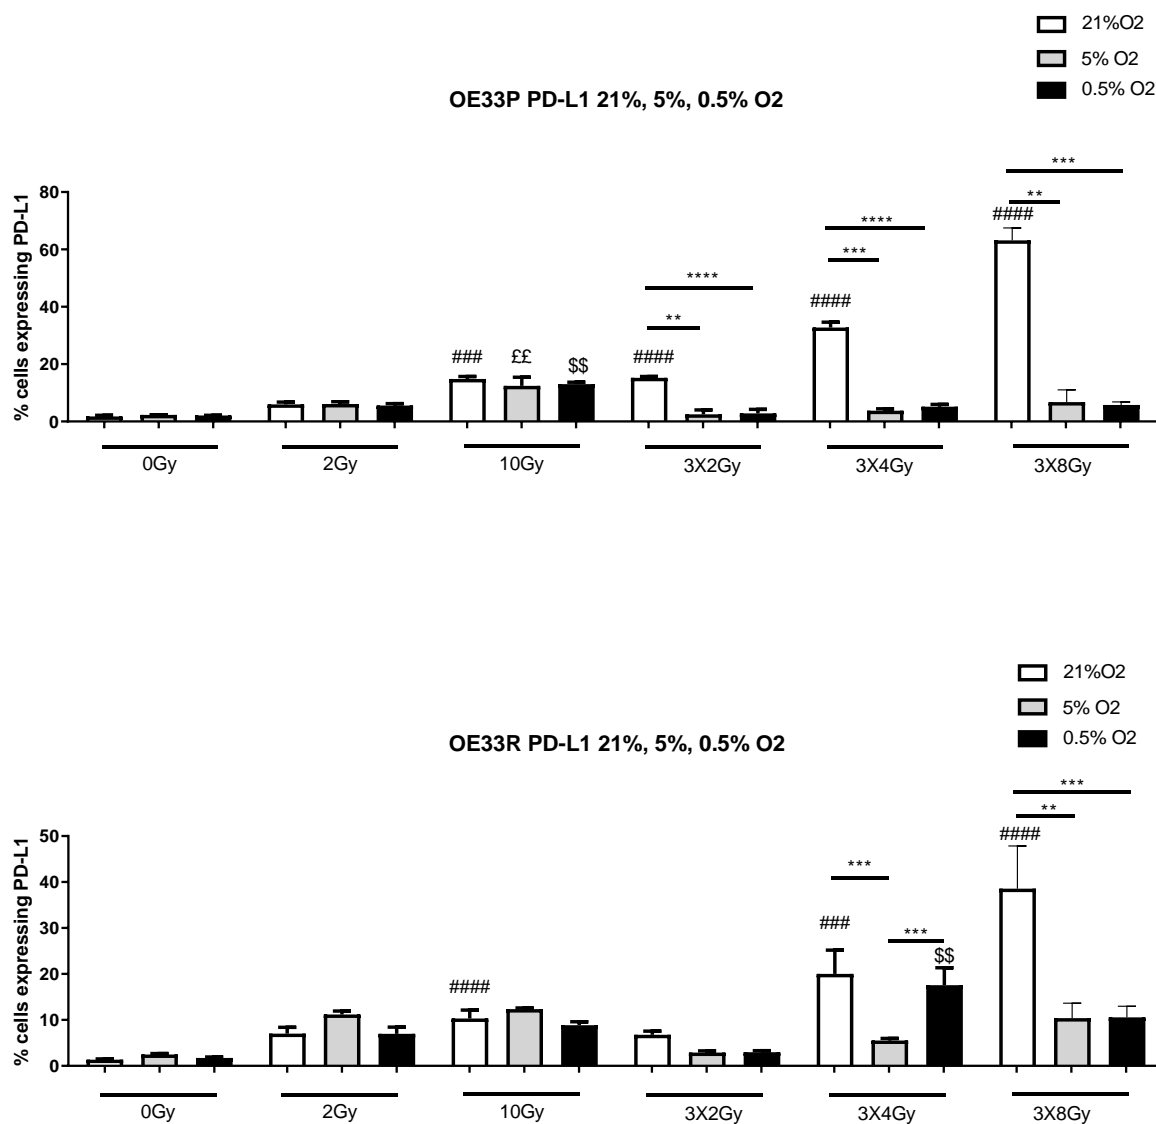 21%O2
5% O2
0.5% O2
OE33P PD-L1 21%, 5%, 0.5% O2
% cells expressing PD-L1
80
60
40
20
0
***
**
####
****
***
####
****
**
####
###
££
$$
0Gy
2Gy
10Gy
3X2Gy
3X4Gy
3X8Gy
21%O2
5% O2
0.5% O2
OE33R PD-L1 21%, 5%, 0.5% O2
% cells expressing PD-L1
50
40
30
20
10
0
***
**
####
***
###
***
$$
####
0Gy
2Gy
10Gy
3X2Gy
3X4Gy
3X8Gy